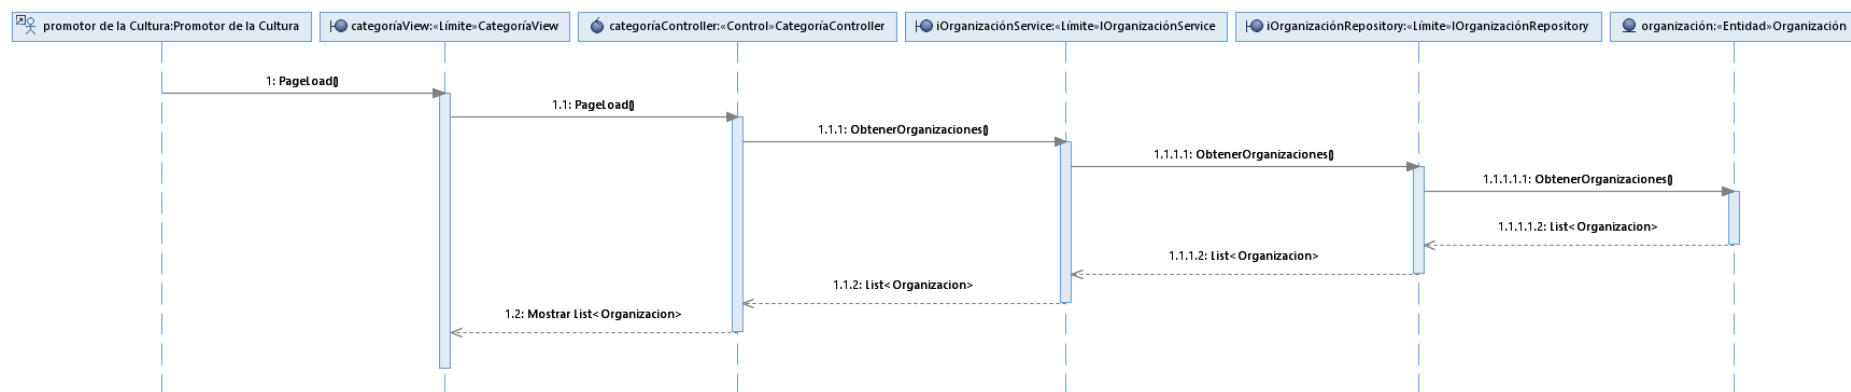 promotor de la Cultura:Promotor de la Cultura
categoríaView:«Límite»CategoríaView
categoríaController:«Control»CategoríaController
iOrganizaciónService:«Límite»IOrganizaciónService
iOrganizaciónRepository:«Límite»IOrganizaciónRepository
organización:«Entidad»Organización
1: PageLoad()
1.1: PageLoad()
1.1.1: ObtenerOrganizaciones()
1.1.1.1: ObtenerOrganizaciones()
1.1.1.1.1: ObtenerOrganizaciones()
1.1.1.1.2: List<Organizacion>
1.1.1.2: List<Organizacion>
1.1.2: List<Organizacion>
1.2: Mostrar List<Organizacion>